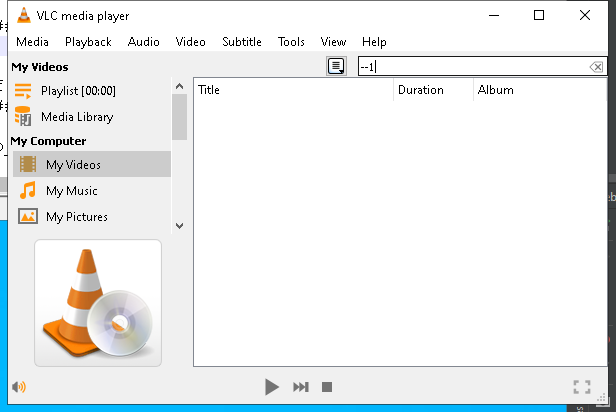 VLC media player
Media Playback Audio Video Subtitle Tools View Help
My Videos
--1
Playlist [00:00]
Media Library
My Computer
My Videos
My Music
My Pictures
Title Duration Album